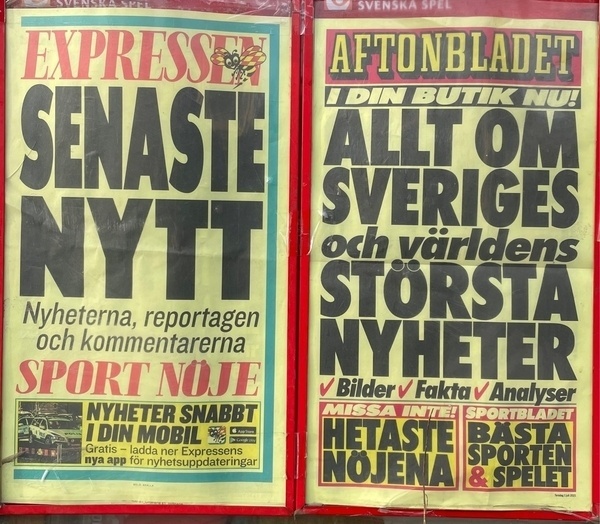 SVENSKA SPEL
EXPRESSEN
SENASTE
NYTT
Nyheterna, reportagen
och kommentarerna
SPORT NÖJE
NYHETER SNABBT
I DIN MOBIL
Gratis – ladda ner Expressens
nya app för nyhetsuppdateringar
SVENSKA SPEL
AFTONBLADET
I DIN BUTIK NU!
ALLT OM
SVERIGES
och världens
STÖRSTA
NYHETER
✓Bilder ✓Fakta ✓Analyser
MISSA INTE!
HETASTE
NÖJENA
SPORTBLADET
BÄSTA
SPORTEN
& SPELET